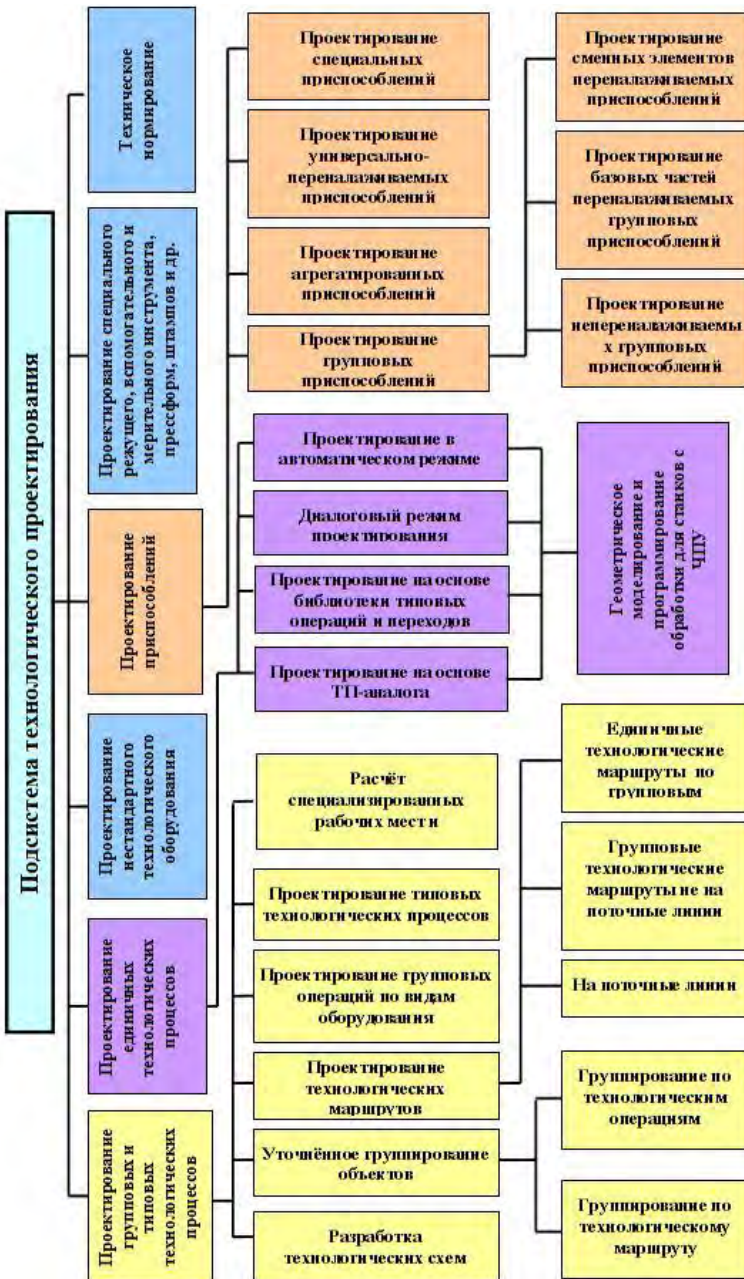 Подсистема технологического проектирования
Техническое
нормирование
Проектирование специального
режущего, вспомогательного и
мерительного инструмента,
прессформ, штампов и др.
Проектирование
приспособлений
Проектирование
нестандартного
технологического
оборудования
Проектирование
единичных
технологических
процессов
Проектирование
групповых и
типовых
технологических
процессов
Проектирование
специальных
приспособлений
Проектирование
универсально-
переналаживаемых
приспособлений
Проектирование
агрегатированных
приспособлений
Проектирование
групповых
приспособлений
Проектирование
сменных элементов
переналаживаемых
приспособлений
Проектирование
базовых частей
переналаживаемых
групповых
приспособлений
Проектирование
непереналаживаемы
х групповых
приспособлений
Проектирование в
автоматическом режиме
Диалоговый режим
проектирования
Проектирование на основе
библиотеки типовых
операций и переходов
Проектирование на основе
ТП-аналога
Геометрическое
моделирование и
программирование
обработки для станков с
ЧПУ
Расчёт
специализированных
рабочих мест и
Проектирование типовых
технологических процессов
Проектирование групповых
операций по видам
оборудования
Проектирование
технологических
маршрутов
Уточнённое группирование
объектов
Разработка
технологических схем
Единичные
технологические
маршруты по
групповым
Групповые
технологические
маршруты не на
поточные линии
На поточные линии
Группирование по
технологическим
операциям
Группирование по
технологическому
маршруту